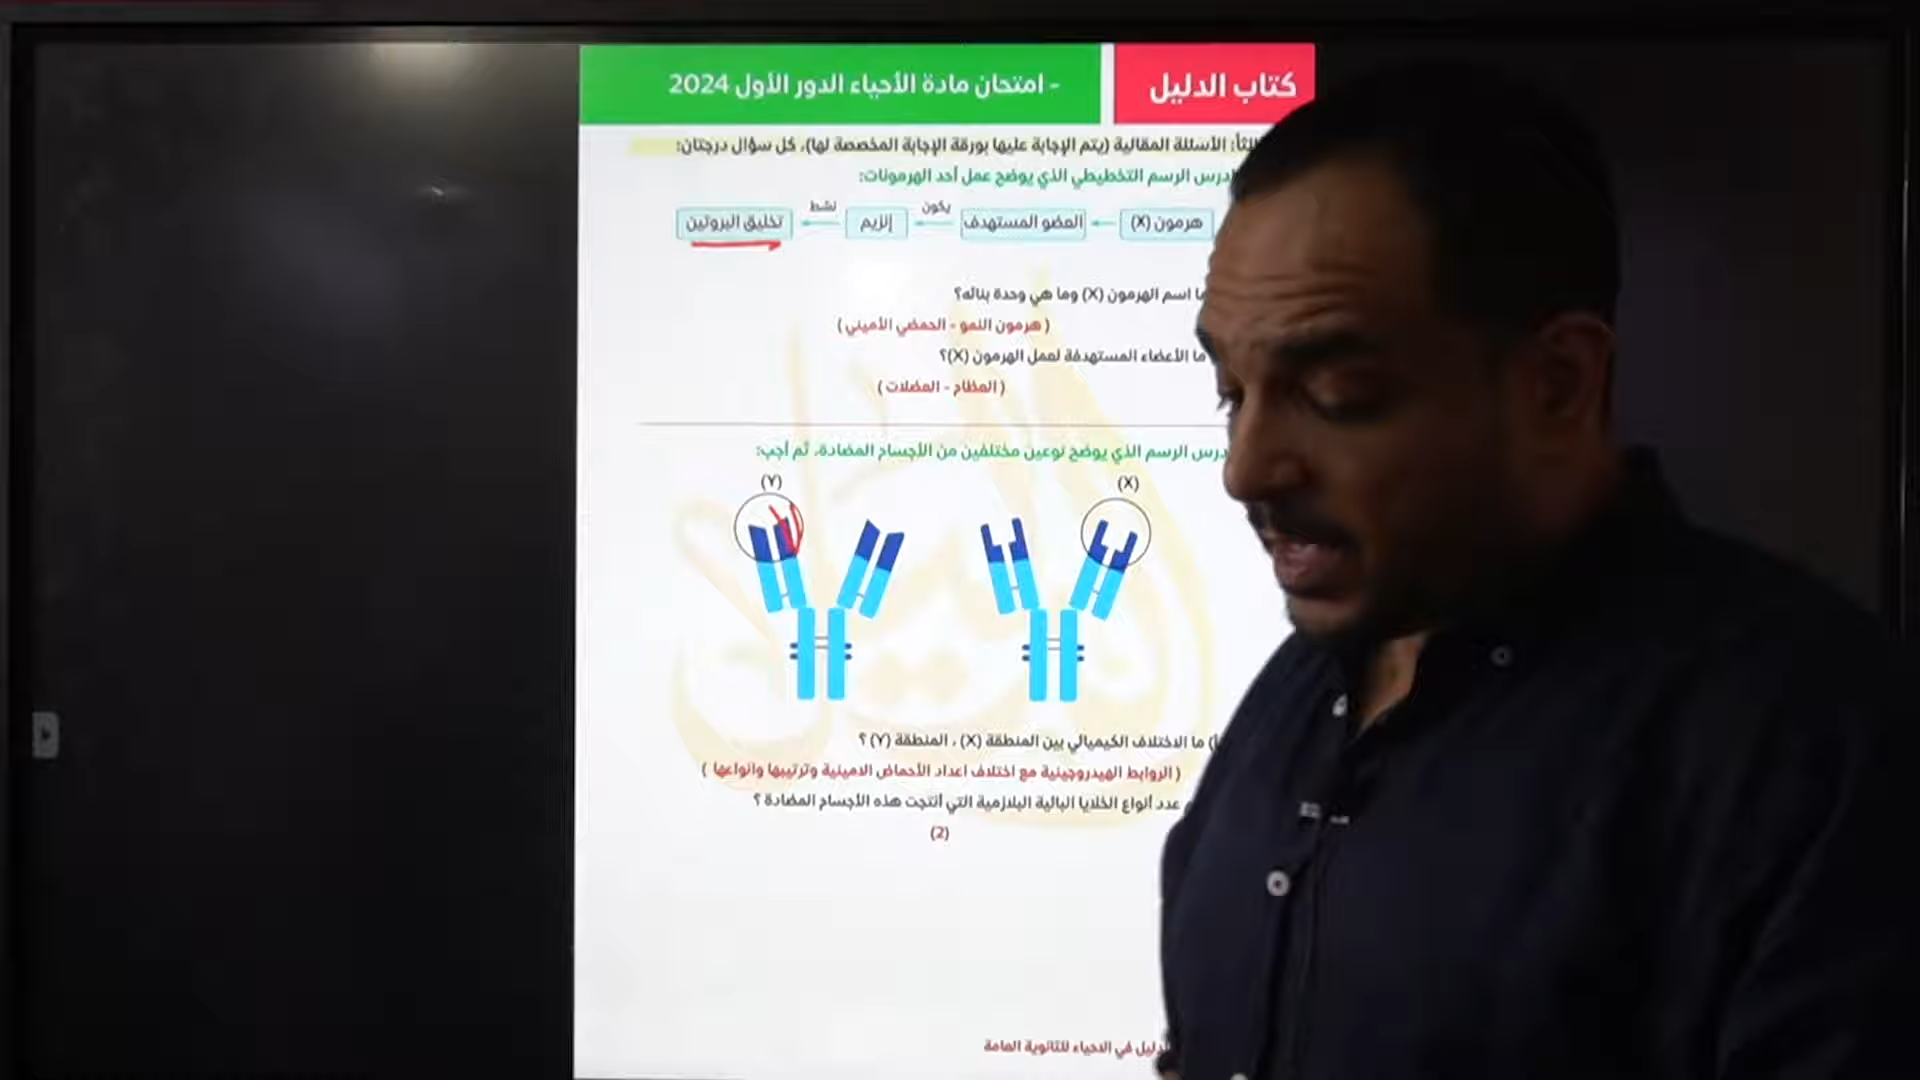 كتاب الدليل
- امتحان مادة الأحياء الدور الأول 2024
الأسئلة المقالية (يتم الإجابة عليها بورقة الإجابة المخصصة لها)، كل سؤال درجتان:
الرسم التخطيطي الذي يوضح عمل أحد الهرمونات:
هرمون (X) العضو المستهدف يكون إنزيم نشط تخليق البروتين
ما اسم الهرمون (X) وما هي وحدة بنائه؟
(هرمون النمو - الحمضي الأميني)
ما الأعضاء المستهدفة لعمل الهرمون (X)؟
(العظام - العضلات)
الرسم الذي يوضح نوعين مختلفين من الأجسام المضادة، ثم أجب:
(X) (Y)
ما الاختلاف الكيميائي بين المنطقة (X) ، المنطقة (Y) ؟
(الروابط الهيدروجينية مع اختلاف اعداد الأحماض الامينية وترتيبها وانواعها)
عدد أنواع الخلايا البائية البلازمية التي أنتجت هذه الأجسام المضادة ؟
(2)
في الاحياء للثانوية العامة